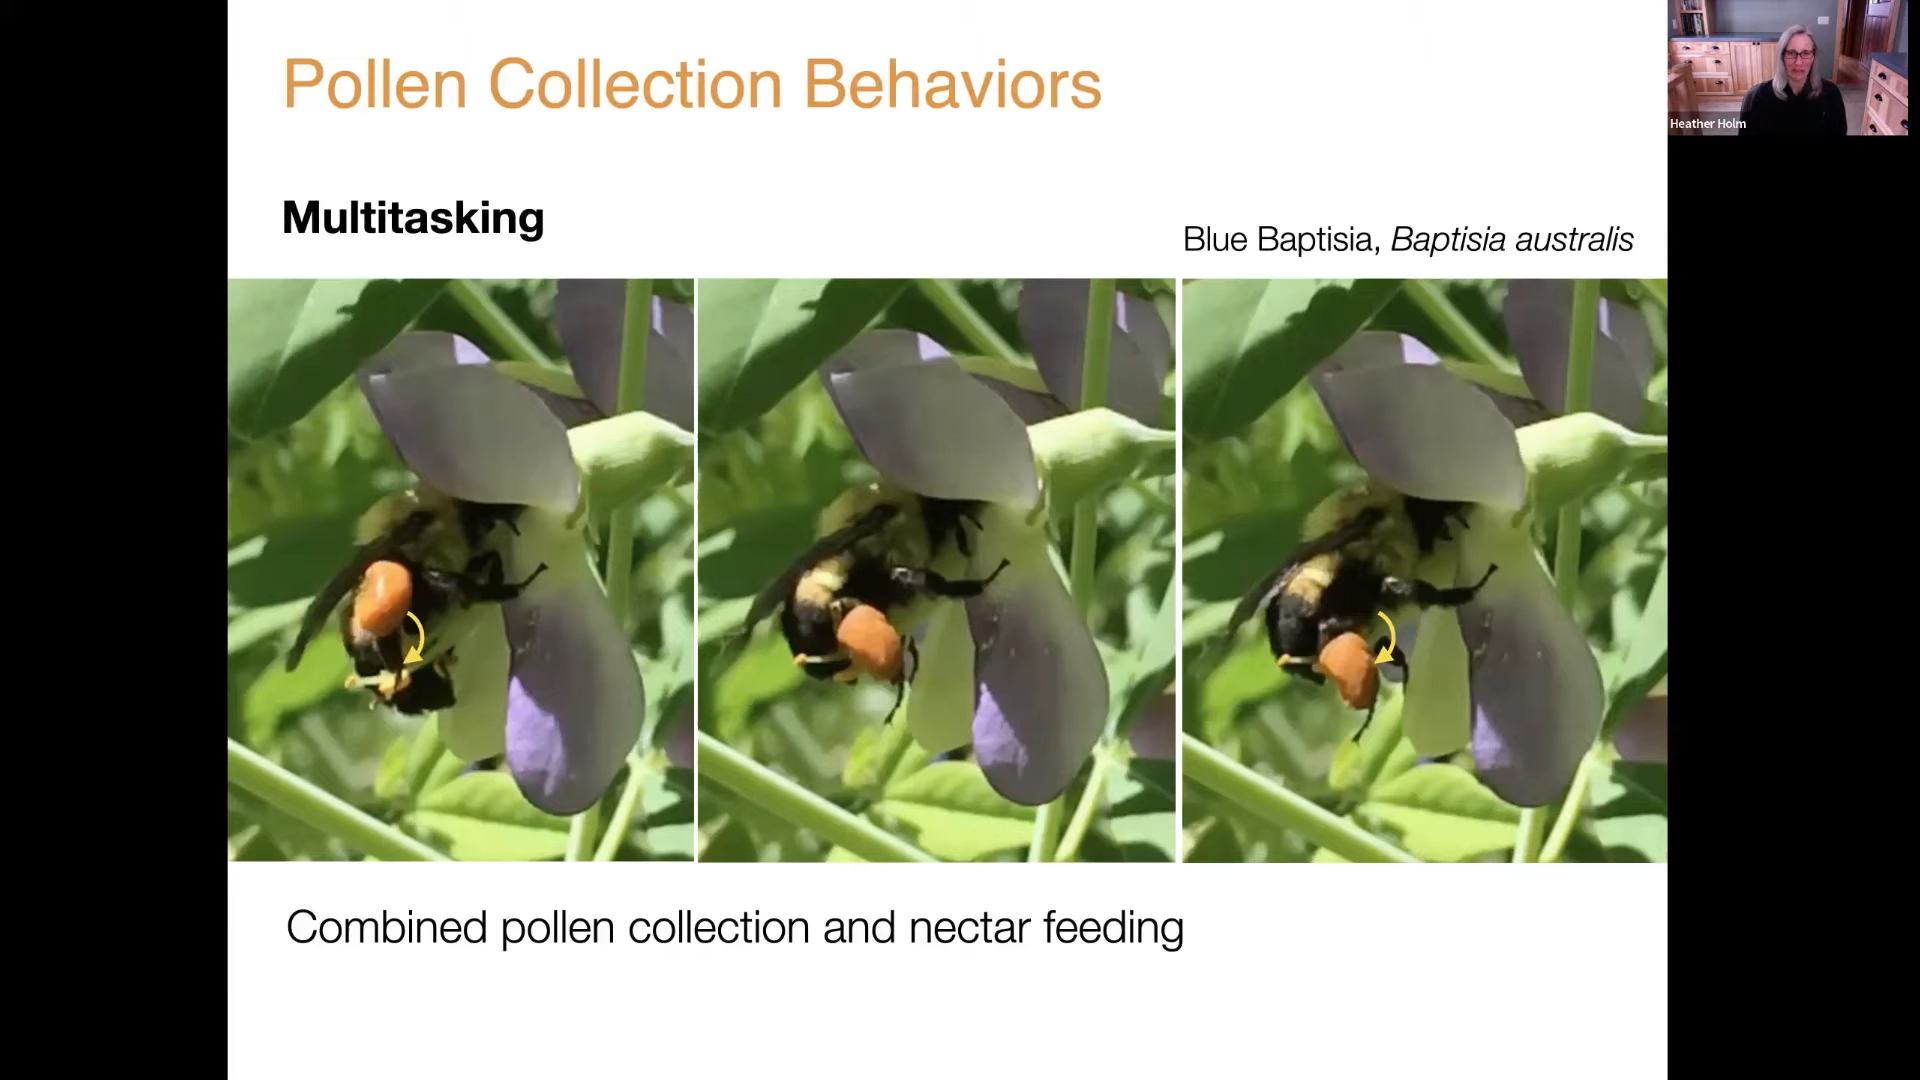 Pollen Collection Behaviors
Heather Holm
Multitasking
Blue Baptisia, Baptisia australis
Combined pollen collection and nectar feeding